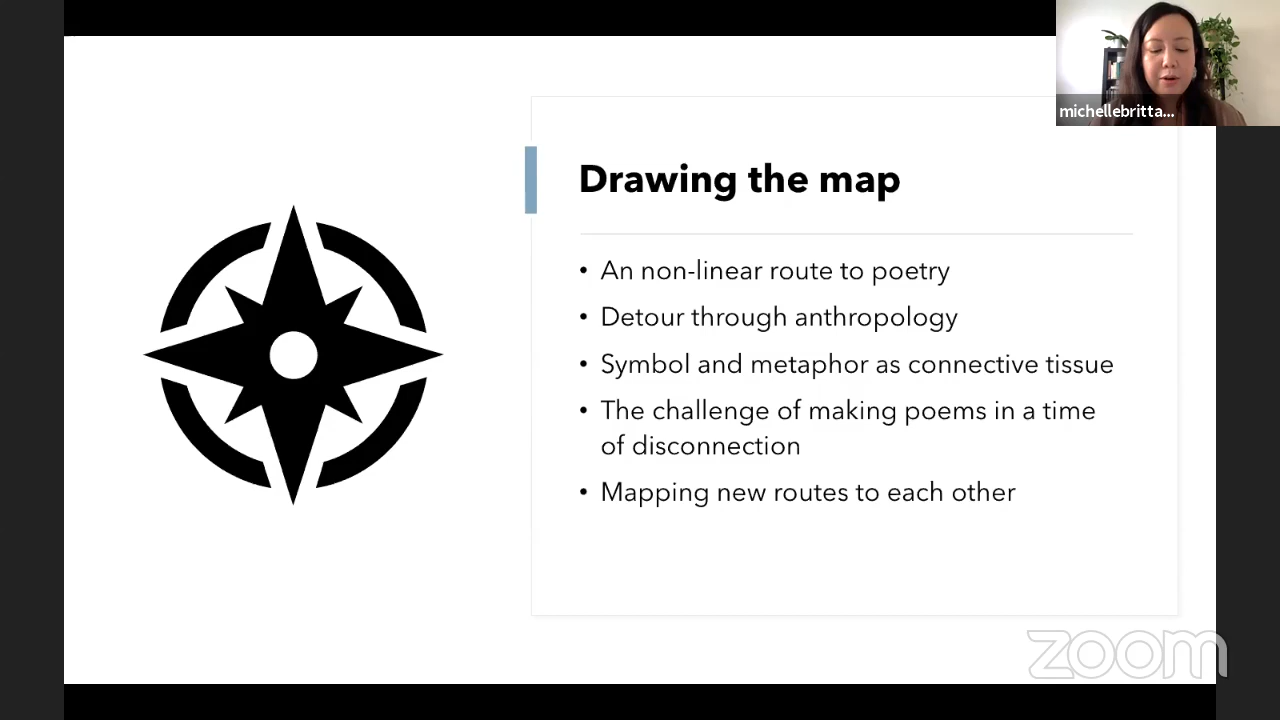 michellebritta...
Drawing the map
• An non-linear route to poetry
• Detour through anthropology
• Symbol and metaphor as connective tissue
• The challenge of making poems in a time
of disconnection
• Mapping new routes to each other
zoom